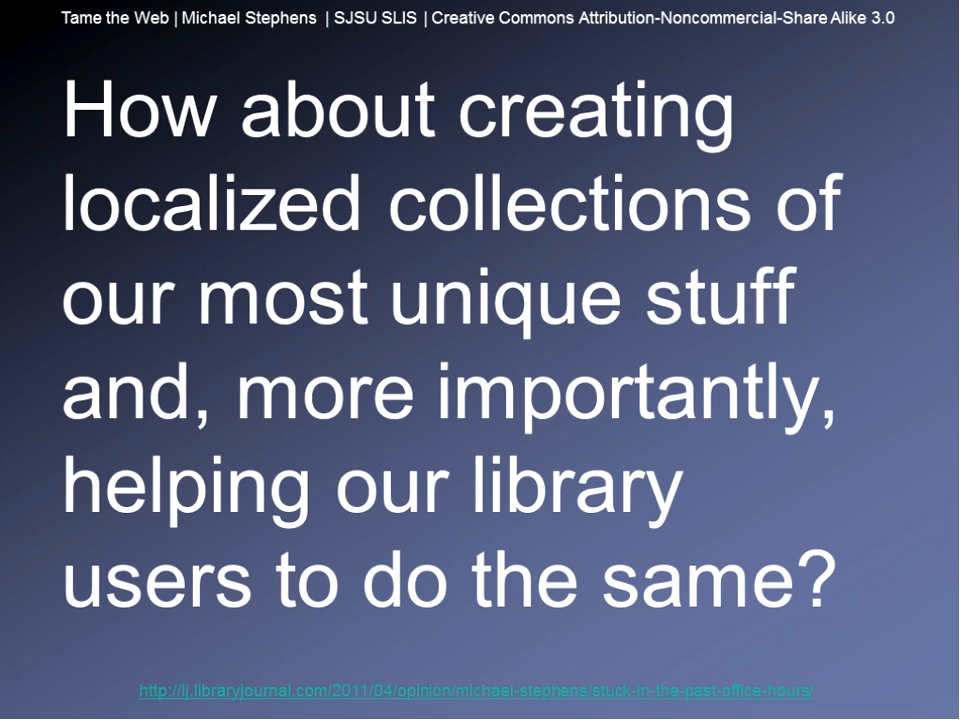 Tame the Web | Michael Stephens | SJSU SLIS | Creative Commons Attribution-Noncommercial-Share Alike 3.0
How about creating
localized collections of
our most unique stuff
and, more importantly,
helping our library
users to do the same?
http://lj.libraryjournal.com/2011/04/opinion/michael-stephens/stuck-in-the-past-office-hours/